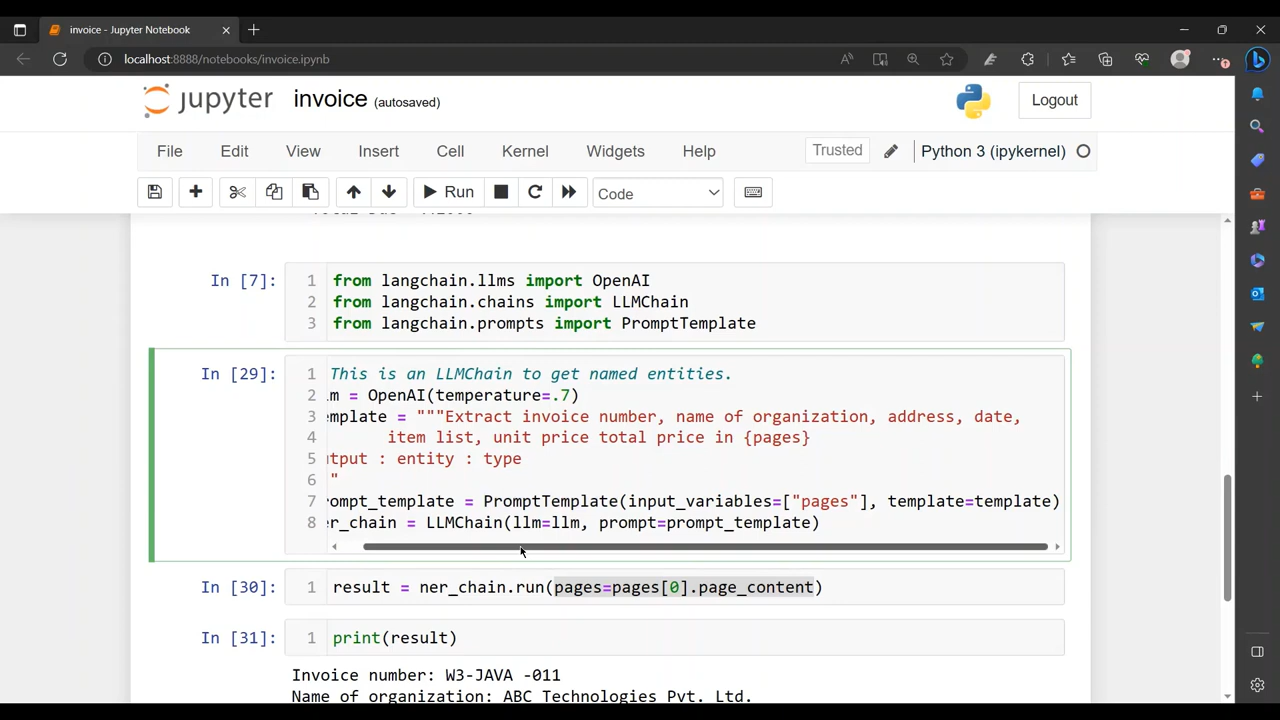 invoice - Jupyter Notebook
localhost:8888/notebooks/invoice.ipynb
jupyter invoice (autosaved)
Logout
File Edit View Insert Cell Kernel Widgets Help
Trusted
Python 3 (ipykernel)
Run
Code
In [7]:
1 from langchain.llms import OpenAI
2 from langchain.chains import LLMChain
3 from langchain.prompts import PromptTemplate
In [29]:
1 This is an LLMChain to get named entities.
2 lm = OpenAI(temperature=.7)
3 emplate = """Extract invoice number, name of organization, address, date,
4 item list, unit price total price in {pages}
5 utput : entity : type
6 "
7 rompt_template = PromptTemplate(input_variables=["pages"], template=template)
8 er_chain = LLMChain(llm=llm, prompt=prompt_template)
In [30]:
1 result = ner_chain.run(pages=pages[0].page_content)
In [31]:
1 print(result)
Invoice number: W3-JAVA -011
Name of organization: ABC Technologies Pvt. Ltd.